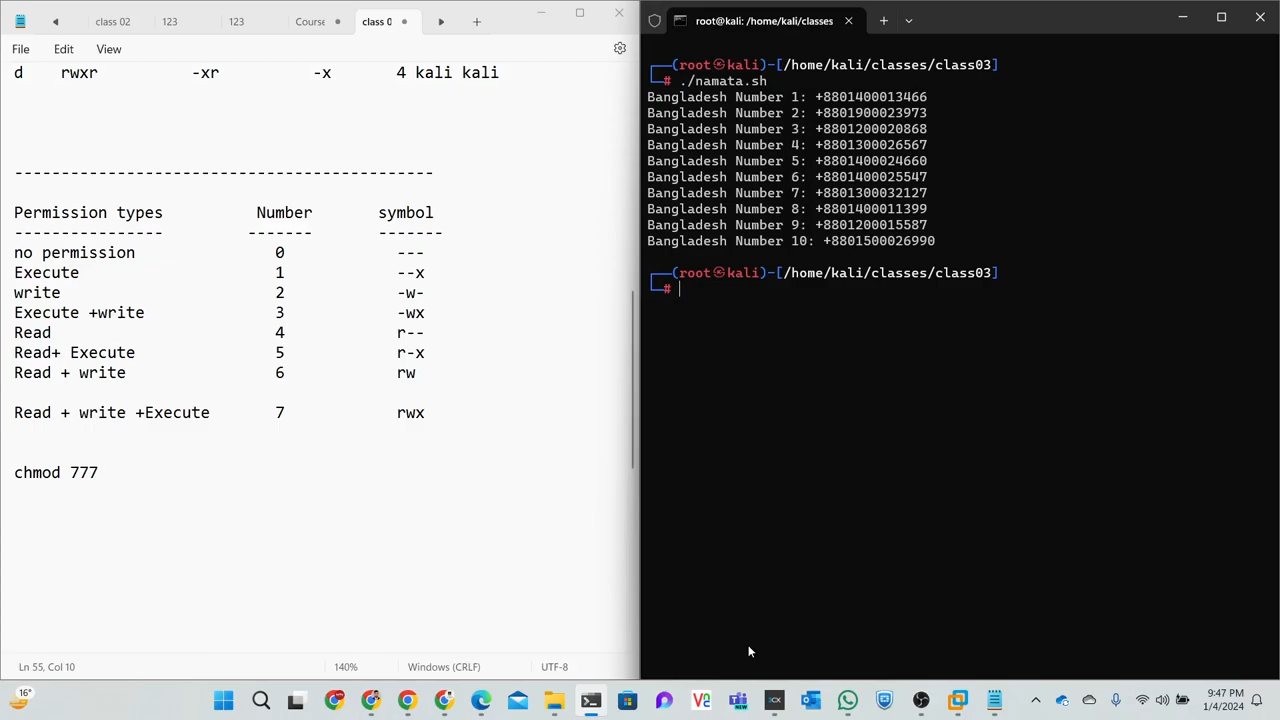 class 02 123 123 Course class 0
File Edit View
d rwxr -xr -x 4 kali kali
---------------------------------------------
Permission types Number symbol
---------------- ------- -------
no permission 0 ---
Execute 1 --x
write 2 -w-
Execute +write 3 -wx
Read 4 r--
Read+ Execute 5 r-x
Read + write 6 rw
Read + write +Execute 7 rwx
chmod 777
Ln 55, Col 10 140% Windows (CRLF) UTF-8
root@kali: /home/kali/classes
┌──(root㉿kali)-[/home/kali/classes/class03]
└─# ./namata.sh
Bangladesh Number 1: +8801400013466
Bangladesh Number 2: +8801900023973
Bangladesh Number 3: +8801200020868
Bangladesh Number 4: +8801300026567
Bangladesh Number 5: +8801400024660
Bangladesh Number 6: +8801400025547
Bangladesh Number 7: +8801300032127
Bangladesh Number 8: +8801400011399
Bangladesh Number 9: +8801200015587
Bangladesh Number 10: +8801500026990
┌──(root㉿kali)-[/home/kali/classes/class03]
└─#
16°
9:47 PM
1/4/2024